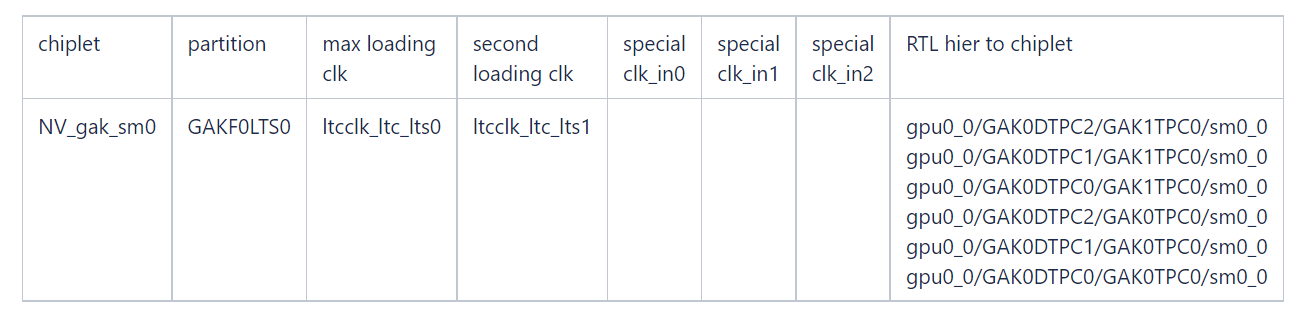 chiplet
partition
max loading
clk
second
loading clk
special
clk_in0
special
clk_in1
special
clk_in2
RTL hier to chiplet
NV_gak_sm0
GAKF0LTS0
ltcclk_ltc_lts0
ltcclk_ltc_lts1
gpu0_0/GAK0DTPC2/GAK1TPC0/sm0_0
gpu0_0/GAK0DTPC1/GAK1TPC0/sm0_0
gpu0_0/GAK0DTPC0/GAK1TPC0/sm0_0
gpu0_0/GAK0DTPC2/GAK0TPC0/sm0_0
gpu0_0/GAK0DTPC1/GAK0TPC0/sm0_0
gpu0_0/GAK0DTPC0/GAK0TPC0/sm0_0